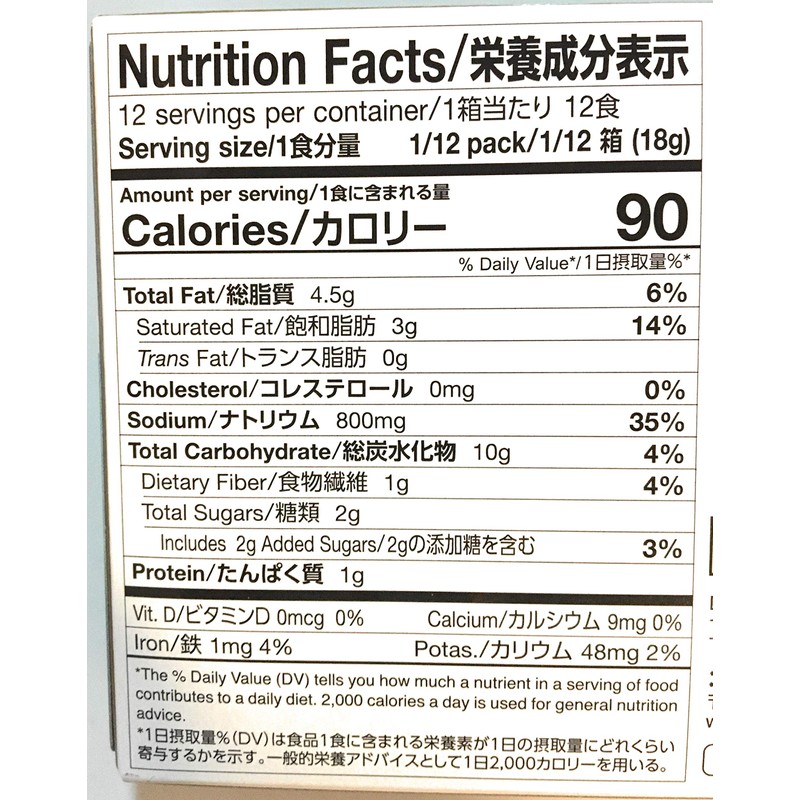 Nutrition Facts/栄養成分表示
12 servings per container/1箱当たり 12食
Serving size/1食分量 1/12 pack/1/12 箱 (18g)
Amount per serving/1食に含まれる量
Calories/カロリー 90
% Daily Value*/1日摂取量%*
Total Fat/総脂質 4.5g 6%
Saturated Fat/飽和脂肪 3g 14%
Trans Fat/トランス脂肪 0g
Cholesterol/コレステロール 0mg 0%
Sodium/ナトリウム 800mg 35%
Total Carbohydrate/総炭水化物 10g 4%
Dietary Fiber/食物繊維 1g 4%
Total Sugars/糖類 2g
Includes 2g Added Sugars/2gの添加糖を含む 3%
Protein/たんぱく質 1g
Vit. D/ビタミンD 0mcg 0% Calcium/カルシウム 9mg 0%
Iron/鉄 1mg 4% Potas./カリウム 48mg 2%
*The % Daily Value (DV) tells you how much a nutrient in a serving of food
contributes to a daily diet. 2,000 calories a day is used for general nutrition
advice.
*1日摂取量%(DV)は食品1食に含まれる栄養素が1日の摂取量にどれくらい
寄与するかを示す。一般的栄養アドバイスとして1日2,000カロリーを用いる。